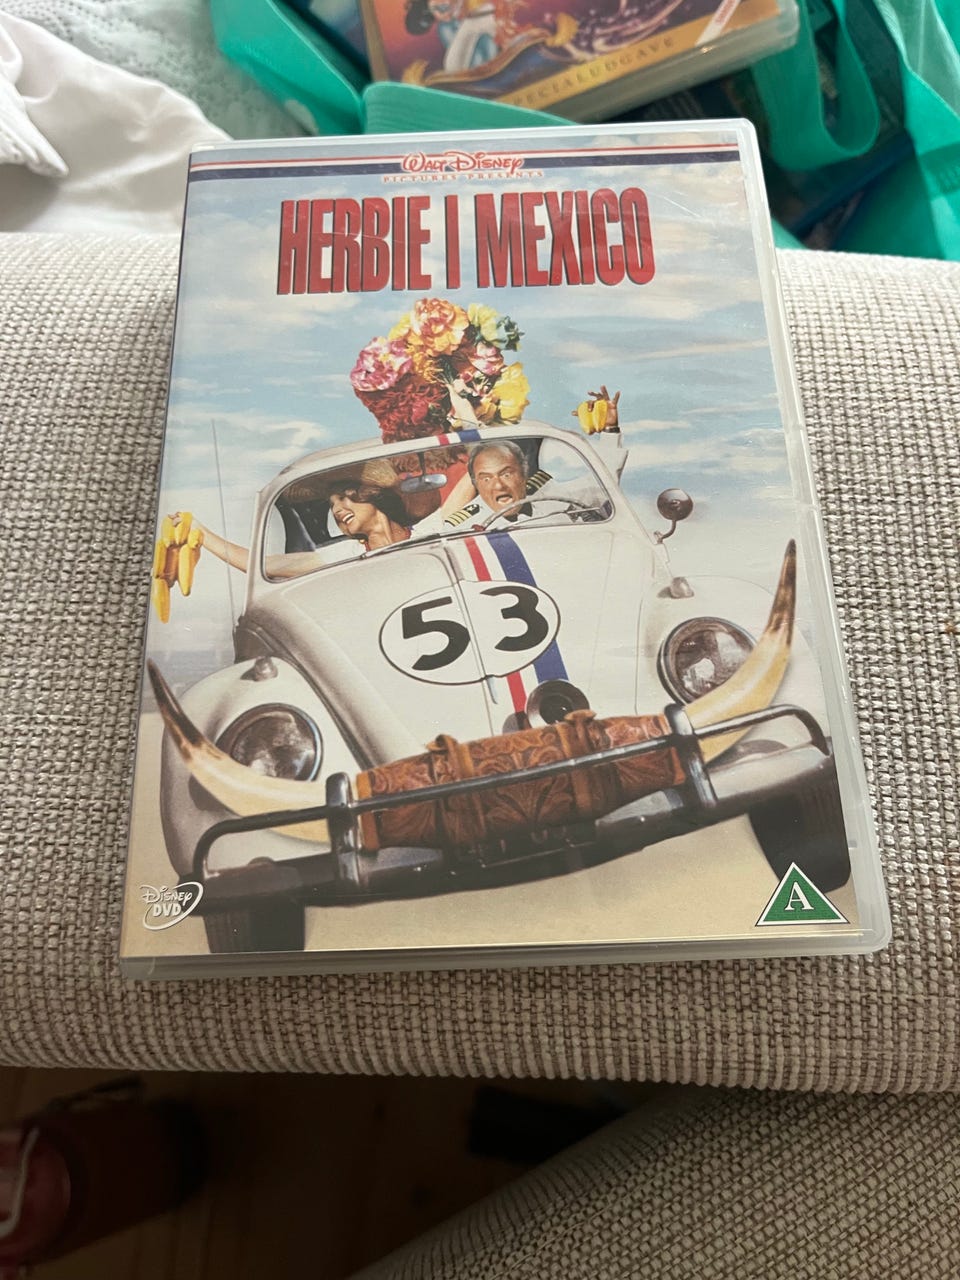 SPECIALUDGAVE
WALT DISNEY
PICTURES PRESENTS
HERBIE I MEXICO
53
DISNEY
DVD
A